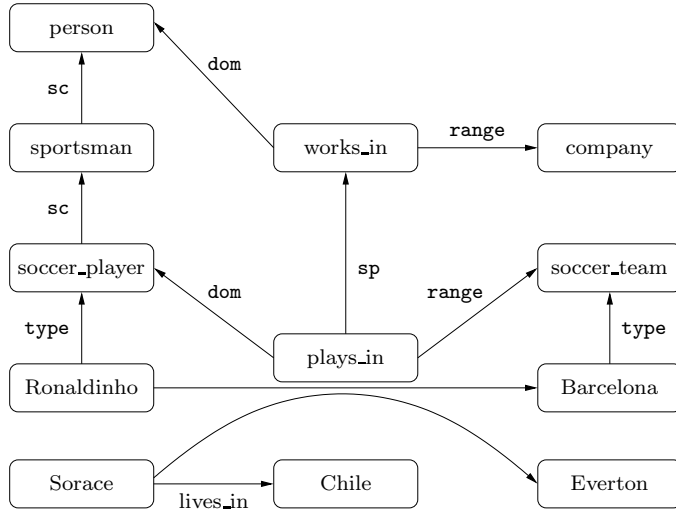 person
dom
sc
sportsman
works_in
range
company
sc
soccer_player
dom
sp
range
soccer_team
type
plays_in
type
Ronaldinho
Barcelona
Sorace
lives_in
Chile
Everton